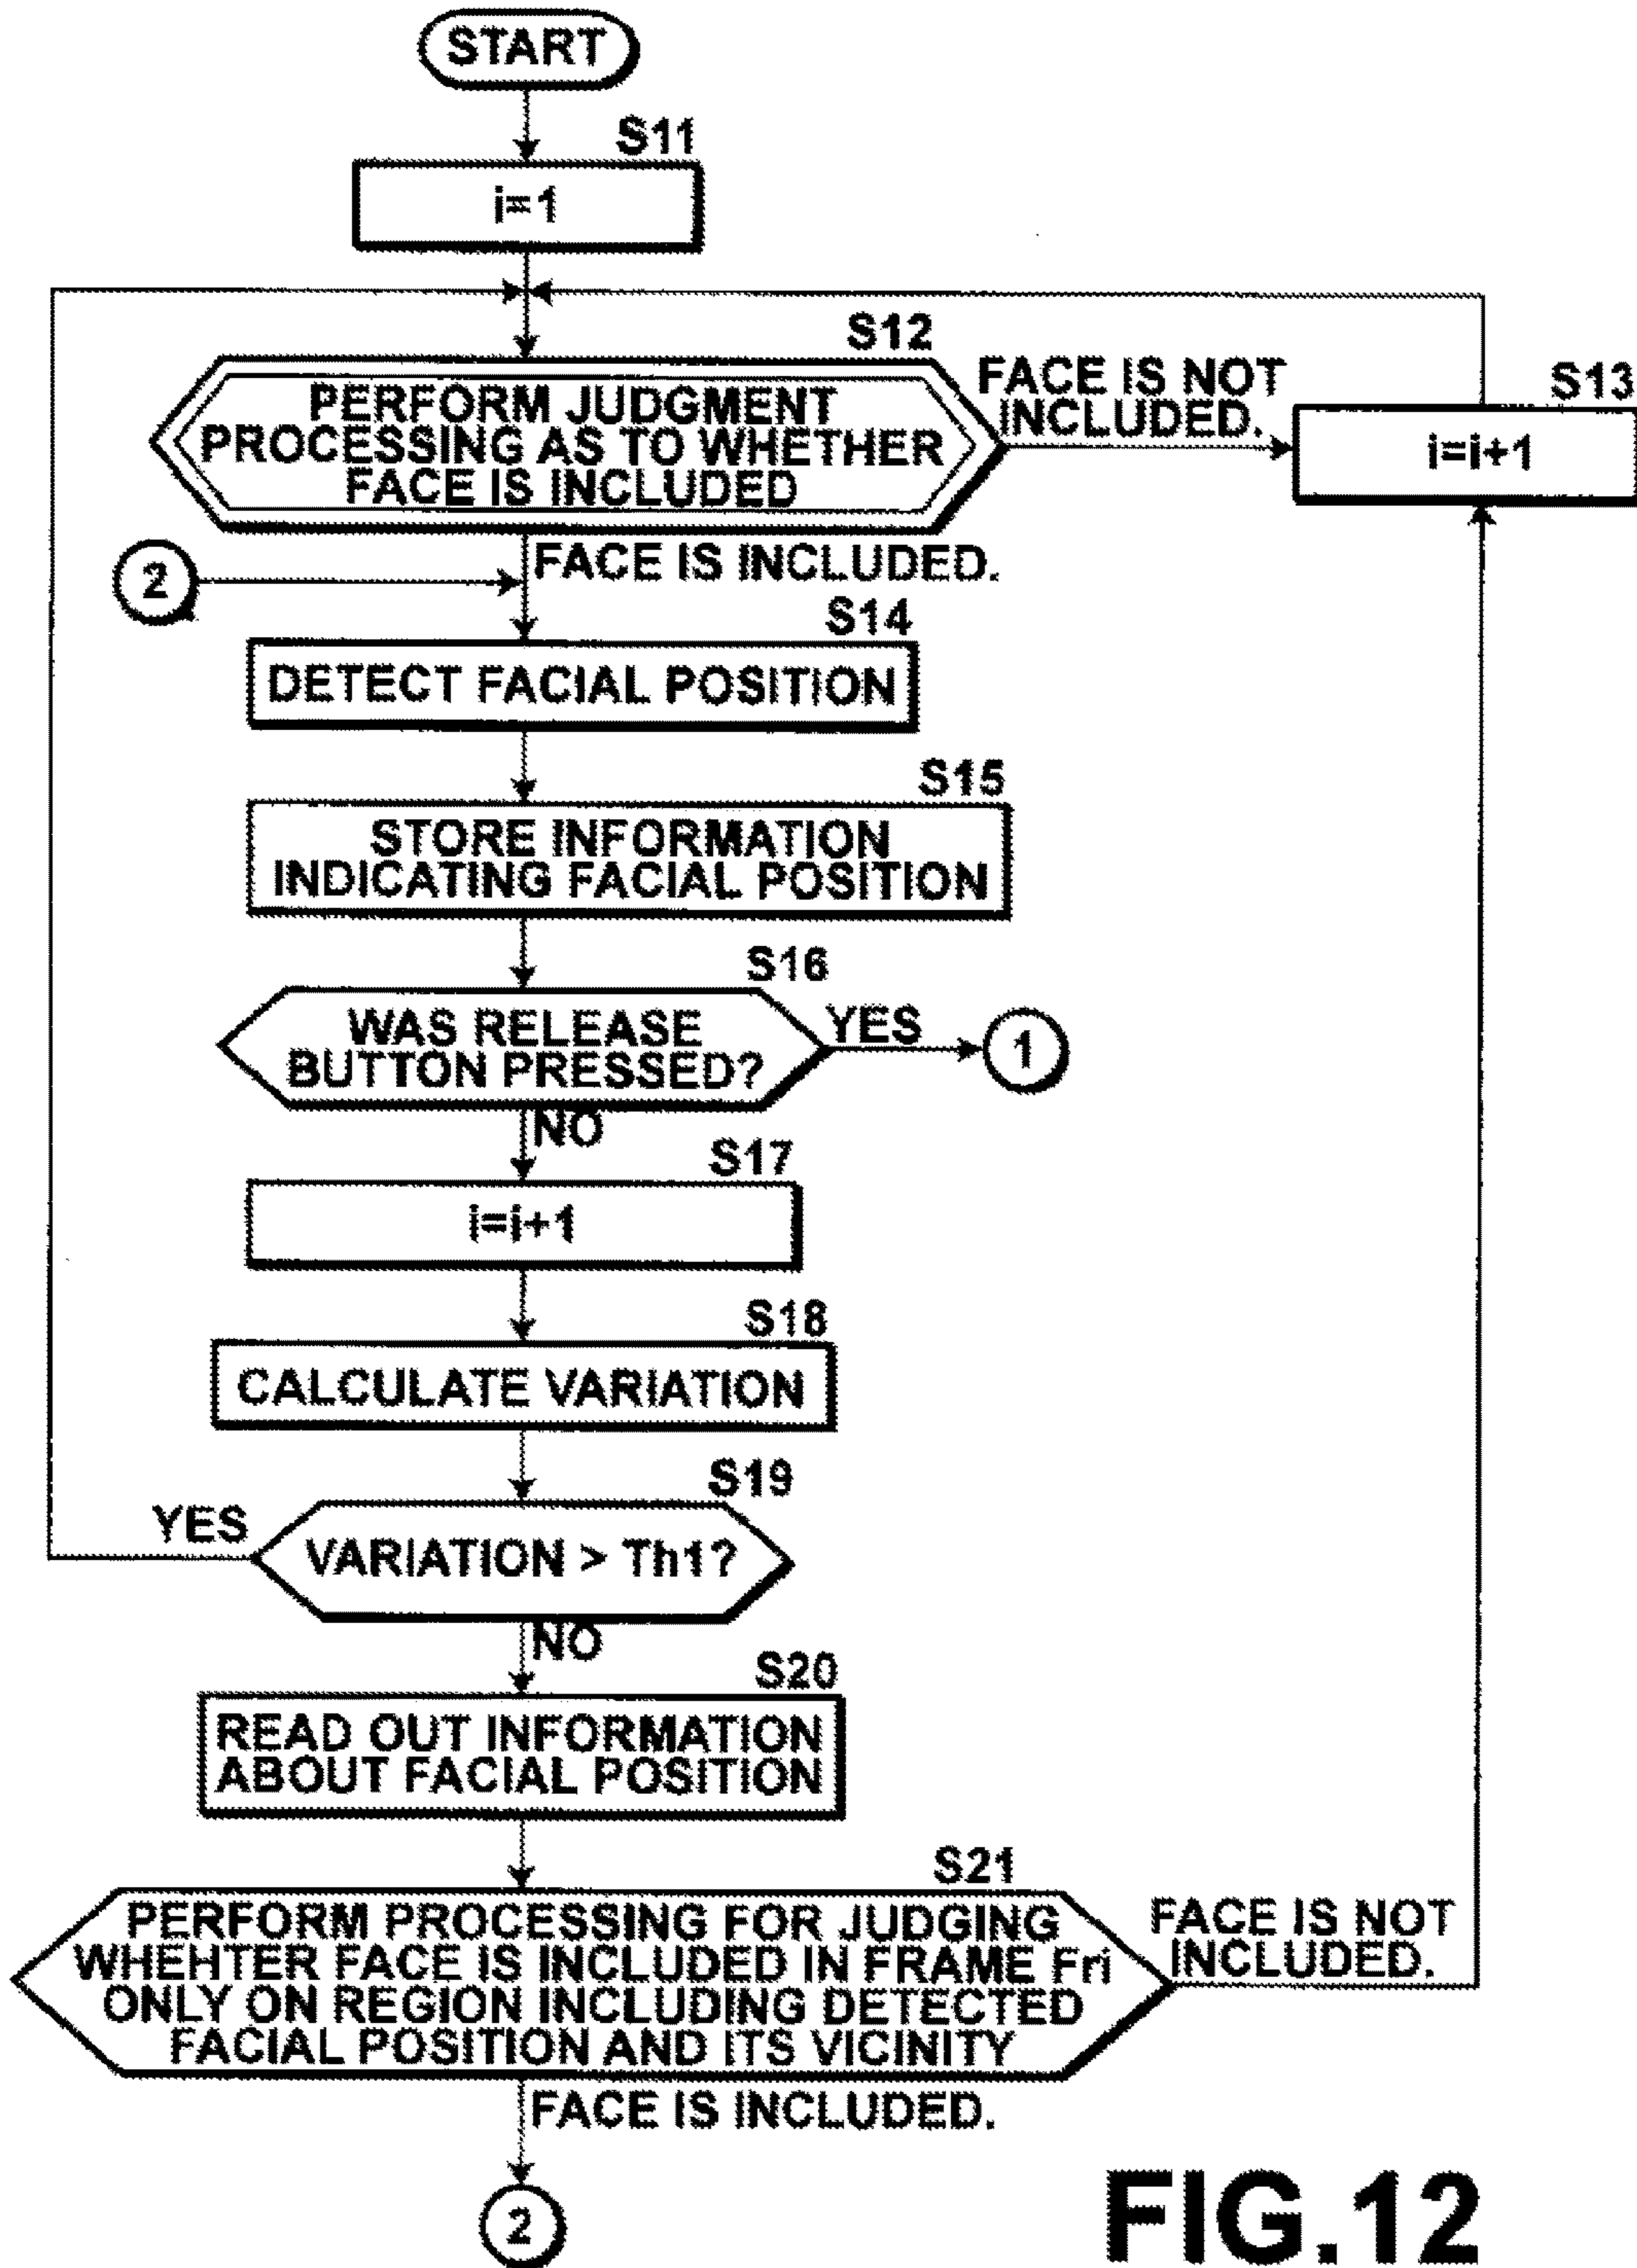 START
S11
i=1
S12
PERFORM JUDGMENT
PROCESSING AS TO WHETHER
FACE IS INCLUDED
FACE IS NOT
INCLUDED.
S13
i=i+1
FACE IS INCLUDED.
2
S14
DETECT FACIAL POSITION
S15
STORE INFORMATION
INDICATING FACIAL POSITION
S16
WAS RELEASE
BUTTON PRESSED?
YES
1
NO
S17
i=i+1
S18
CALCULATE VARIATION
S19
YES
VARIATION > Th1?
NO
S20
READ OUT INFORMATION
ABOUT FACIAL POSITION
S21
PERFORM PROCESSING FOR JUDGING
WHEHTER FACE IS INCLUDED IN FRAME Fri
ONLY ON REGION INCLUDING DETECTED
FACIAL POSITION AND ITS VICINITY
FACE IS NOT
INCLUDED.
FACE IS INCLUDED.
2
FIG.12